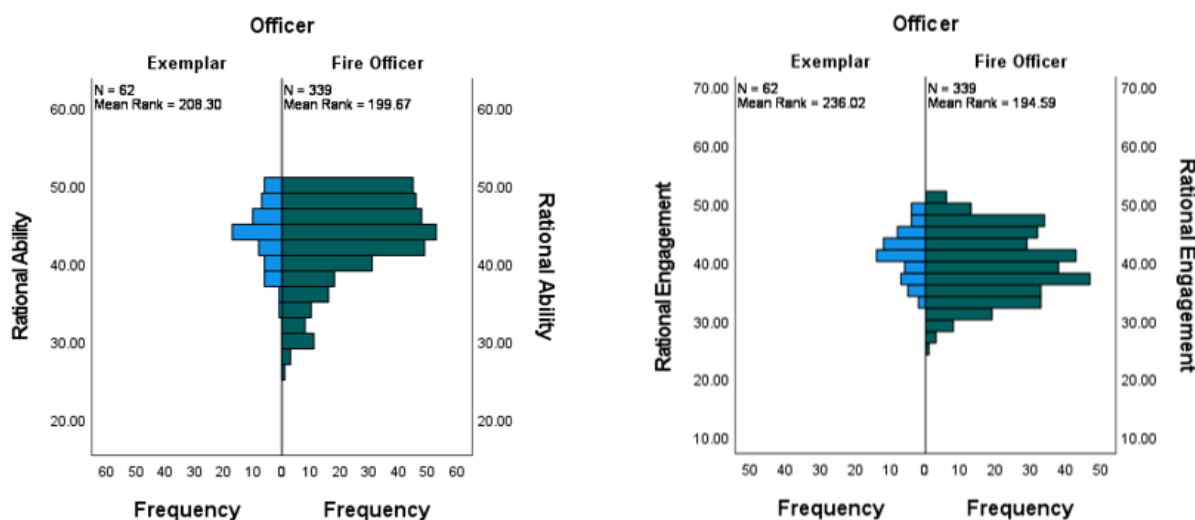 Officer
Exemplar Fire Officer
N = 62 N = 339
Mean Rank = 208.30 Mean Rank = 199.67
60.00 60.00
50.00 50.00
40.00 40.00
30.00 30.00
20.00 20.00
Rational Ability
Rational Ability
60 50 40 30 20 10 0 10 20 30 40 50 60
Frequency Frequency
Officer
Exemplar Fire Officer
N = 62 N = 339
Mean Rank = 236.02 Mean Rank = 194.59
70.00 70.00
60.00 60.00
50.00 50.00
40.00 40.00
30.00 30.00
20.00 20.00
10.00 10.00
Rational Engagement
Rational Engagement
50 40 30 20 10 0 10 20 30 40 50
Frequency Frequency